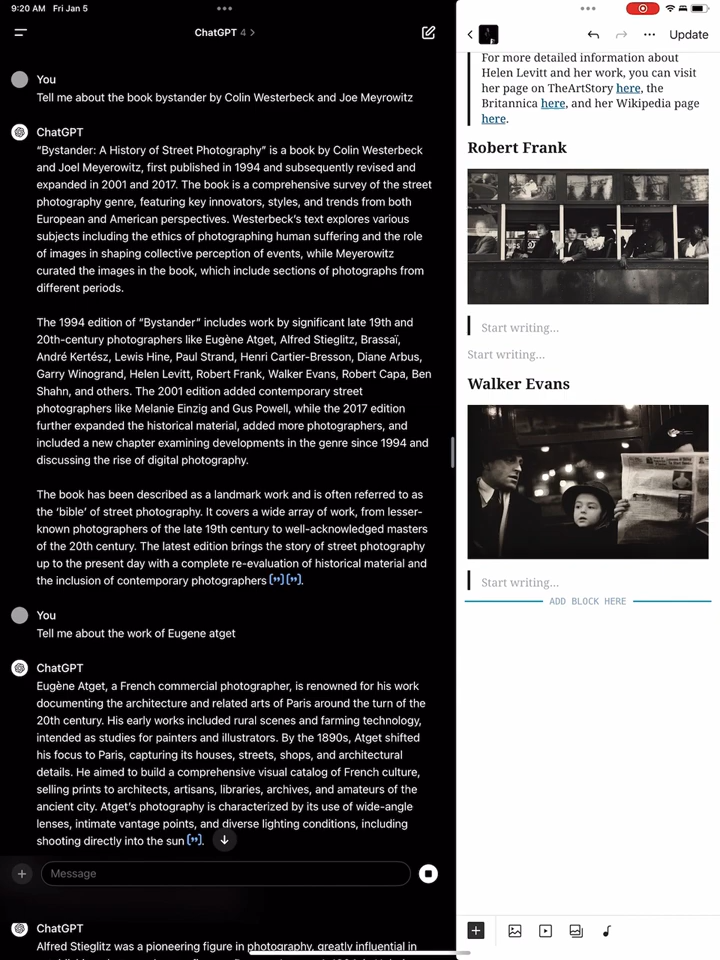 9:20 AM Fri Jan 5
ChatGPT 4 >
You
Tell me about the book bystander by Colin Westerbeck and Joe Meyrowitz
ChatGPT
“Bystander: A History of Street Photography” is a book by Colin Westerbeck
and Joel Meyerowitz, first published in 1994 and subsequently revised and
expanded in 2001 and 2017. The book is a comprehensive survey of the street
photography genre, featuring key innovators, styles, and trends from both
European and American perspectives. Westerbeck's text explores various
subjects including the ethics of photographing human suffering and the role
of images in shaping collective perception of events, while Meyerowitz
curated the images in the book, which include sections of photographs from
different periods.
The 1994 edition of “Bystander” includes work by significant late 19th and
20th-century photographers like Eugène Atget, Alfred Stieglitz, Brassaï,
André Kertész, Lewis Hine, Paul Strand, Henri Cartier-Bresson, Diane Arbus,
Garry Winogrand, Helen Levitt, Robert Frank, Walker Evans, Robert Capa, Ben
Shahn, and others. The 2001 edition added contemporary street
photographers like Melanie Einzig and Gus Powell, while the 2017 edition
further expanded the historical material, added more photographers, and
included a new chapter examining developments in the genre since 1994 and
discussing the rise of digital photography.
The book has been described as a landmark work and is often referred to as
the ‘bible’ of street photography. It covers a wide array of work, from lesser-
known photographers of the late 19th century to well-acknowledged masters
of the 20th century. The latest edition brings the story of street photography
up to the present day with a complete re-evaluation of historical material and
the inclusion of contemporary photographers [”] [”].
You
Tell me about the work of Eugene atget
ChatGPT
Eugène Atget, a French commercial photographer, is renowned for his work
documenting the architecture and related arts of Paris around the turn of the
20th century. His early works included rural scenes and farming technology,
intended as studies for painters and illustrators. By the 1890s, Atget shifted
his focus to Paris, capturing its houses, streets, shops, and architectural
details. He aimed to build a comprehensive visual catalog of French culture,
selling prints to architects, artisans, libraries, archives, and amateurs of the
ancient city. Atget's photography is characterized by its use of wide-angle
lenses, intimate vantage points, and diverse lighting conditions, including
shooting directly into the sun [”].
Message
ChatGPT
Alfred Stieglitz was a pioneering figure in photography, greatly influential in
Update
For more detailed information about
Helen Levitt and her work, you can visit
her page on TheArtStory here, the
Britannica here, and her Wikipedia page
here.
Robert Frank
Start writing...
Start writing...
Walker Evans
Start writing...
ADD BLOCK HERE